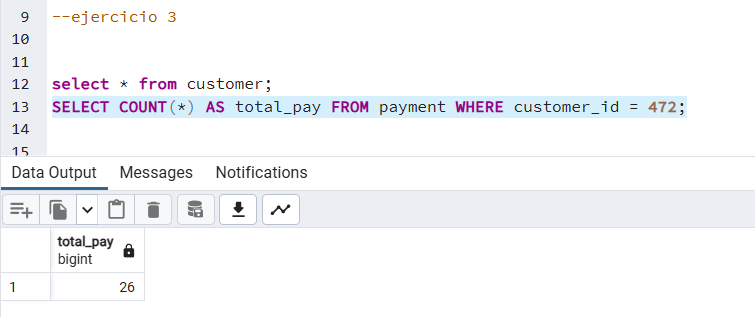 9 --ejercicio 3
10
11
12 select * from customer;
13 SELECT COUNT(*) AS total_pay FROM payment WHERE customer_id = 472;
14
15
Data Output Messages Notifications
total_pay
bigint
1 26